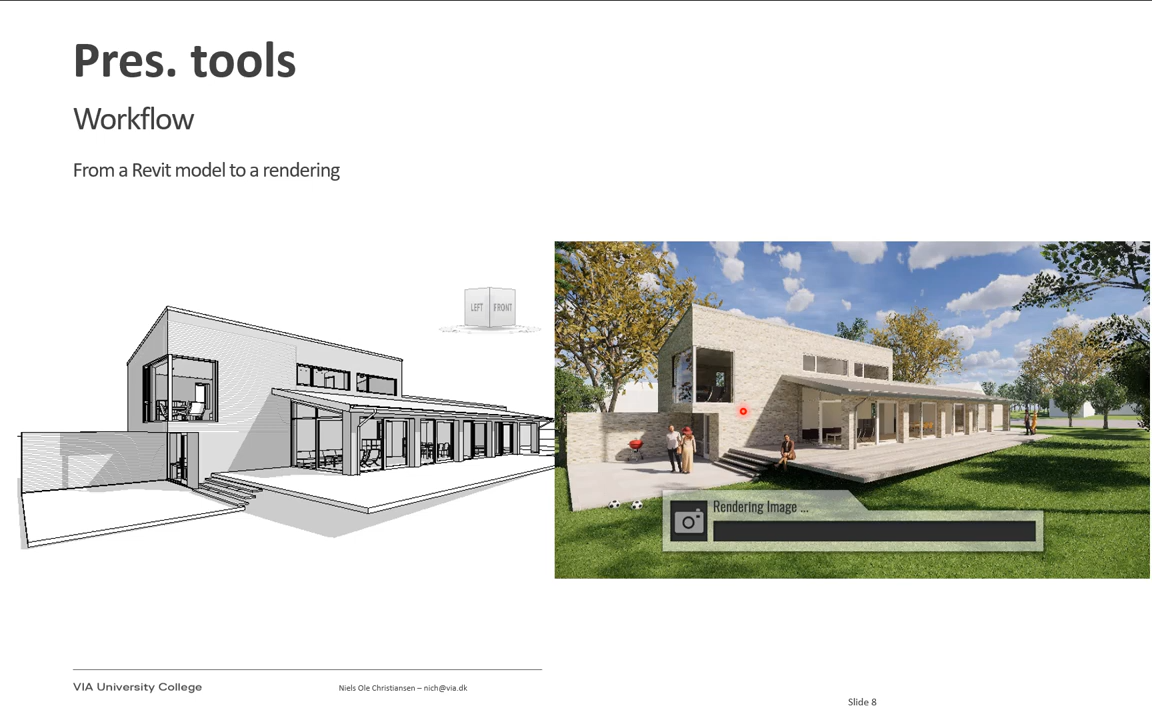 Pres. tools
Workflow
From a Revit model to a rendering
LEFT
FRONT
Rendering Image ...
VIA University College
Niels Ole Christiansen – nich@via.dk
Slide 8